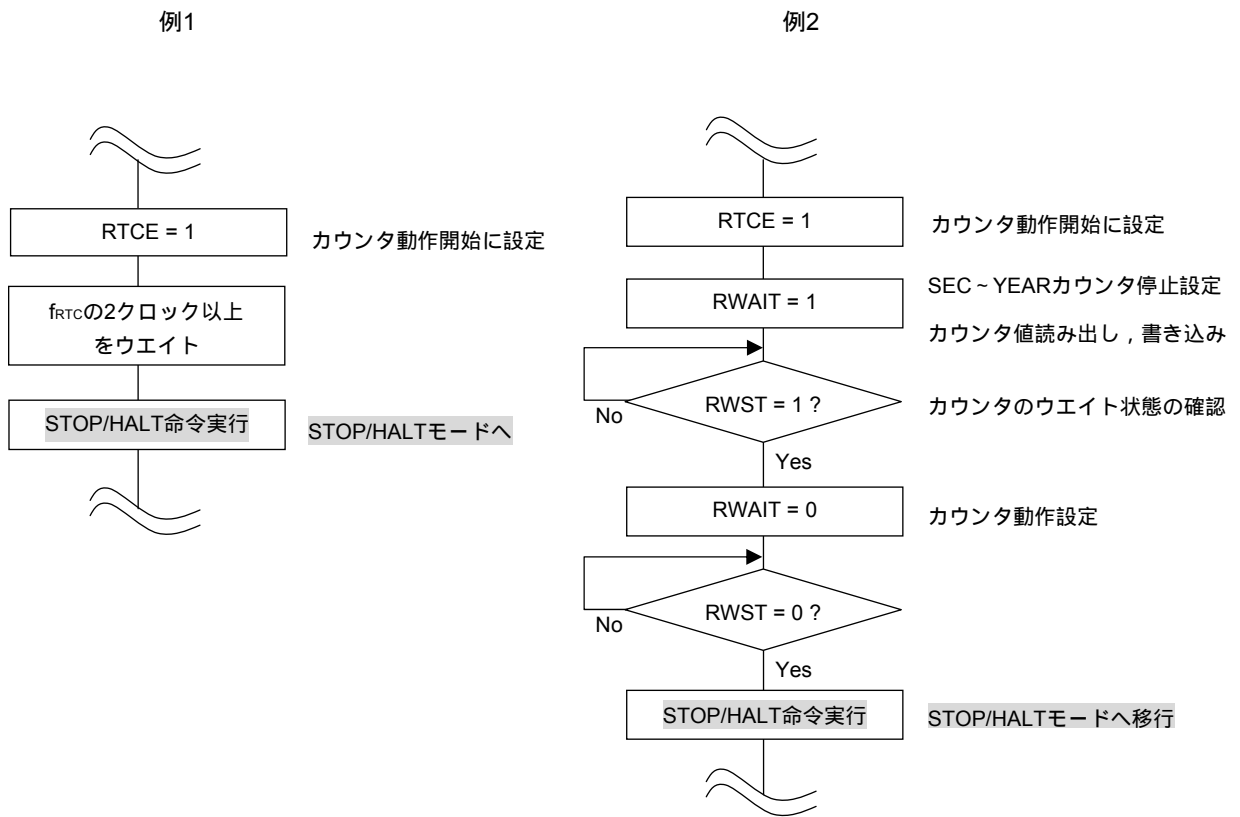 例1
RTCE = 1
カウンタ動作開始に設定
fRTCの2クロック以上
をウエイト
STOP/HALT命令実行
STOP/HALTモードへ
例2
RTCE = 1
カウンタ動作開始に設定
RWAIT = 1
SEC~YEARカウンタ停止設定
カウンタ値読み出し,書き込み
RWST = 1 ?
カウンタのウエイト状態の確認
No
Yes
RWAIT = 0
カウンタ動作設定
RWST = 0 ?
No
Yes
STOP/HALT命令実行
STOP/HALTモードへ移行